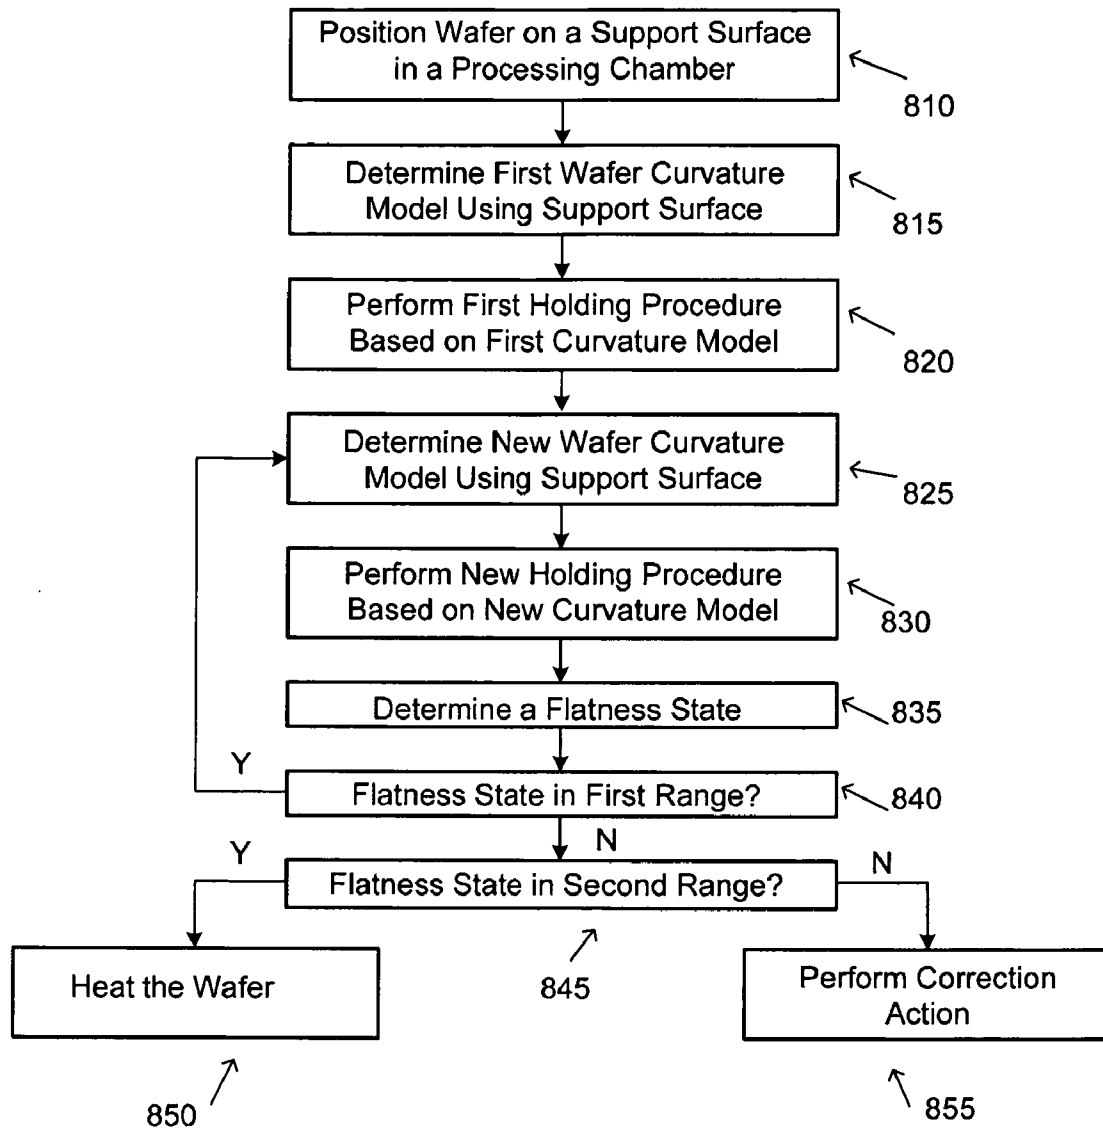 Position Wafer on a Support Surface
in a Processing Chamber
810
Determine First Wafer Curvature
Model Using Support Surface
815
Perform First Holding Procedure
Based on First Curvature Model
820
Determine New Wafer Curvature
Model Using Support Surface
825
Perform New Holding Procedure
Based on New Curvature Model
830
Determine a Flatness State
835
Y
Flatness State in First Range?
840
N
Y
Flatness State in Second Range?
N
845
Heat the Wafer
850
Perform Correction
Action
855